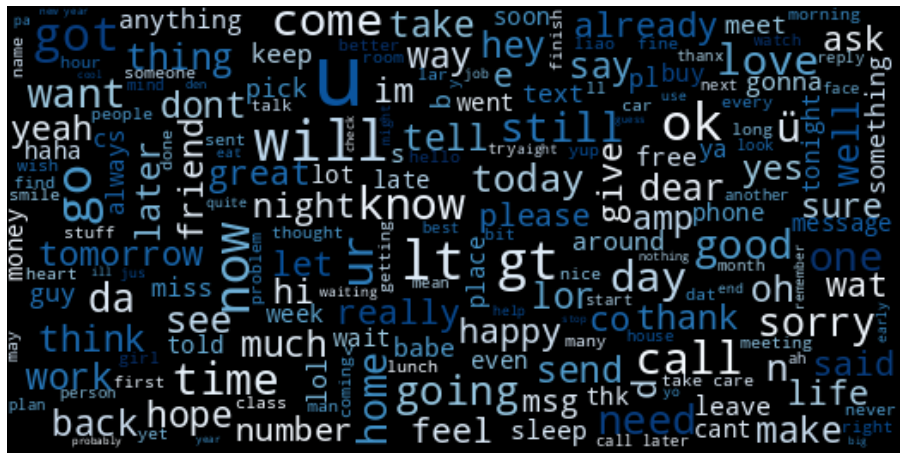 pa
new year
got
anything
come
take
soon
already
meet
morning
name
hour
thing
keep
way
hey
finish
liao
fine
thanx
watch
ask
cool
someone
better
room
say
pl
buy
love
reply
want
mind
den
dont
pick
u
im
lar
job
e
text
ll
next
gonna
face
something
people
talk
went
b
y
car
use
every
yeah
c
sent
will
check
might
s
tell
still
guess
ok
long
look
ü
tonight
well
haha
always
done
friend
eat
hello
tryaight
yup
free
ya
yes
wish
go
later
great
lot
late
today
give
dear
another
sure
find
smile
quite
night
know
please
amp
phone
message
money
stuff
tomorrow
now
thought
let
ur
getting
best
bit
around
good
heart
ill
jus
problem
hi
waiting
mean
lt
gt
place
nice
day
nothing
month
remember
one
guy
da
miss
week
really
lor
start
dat
end
oh
wat
early
may
think
see
told
much
wait
babe
happy
help
stop
many
co
thank
house
sorry
girl
home
lunch
even
call
meeting
ah
said
work
first
time
lol
coming
going
send
d
take care
n
life
plan
person
class
man
msg
thk
yo
need
leave
never
back
hope
number
feel
sleep
cant
make
right
probably
yet
year
call later
big